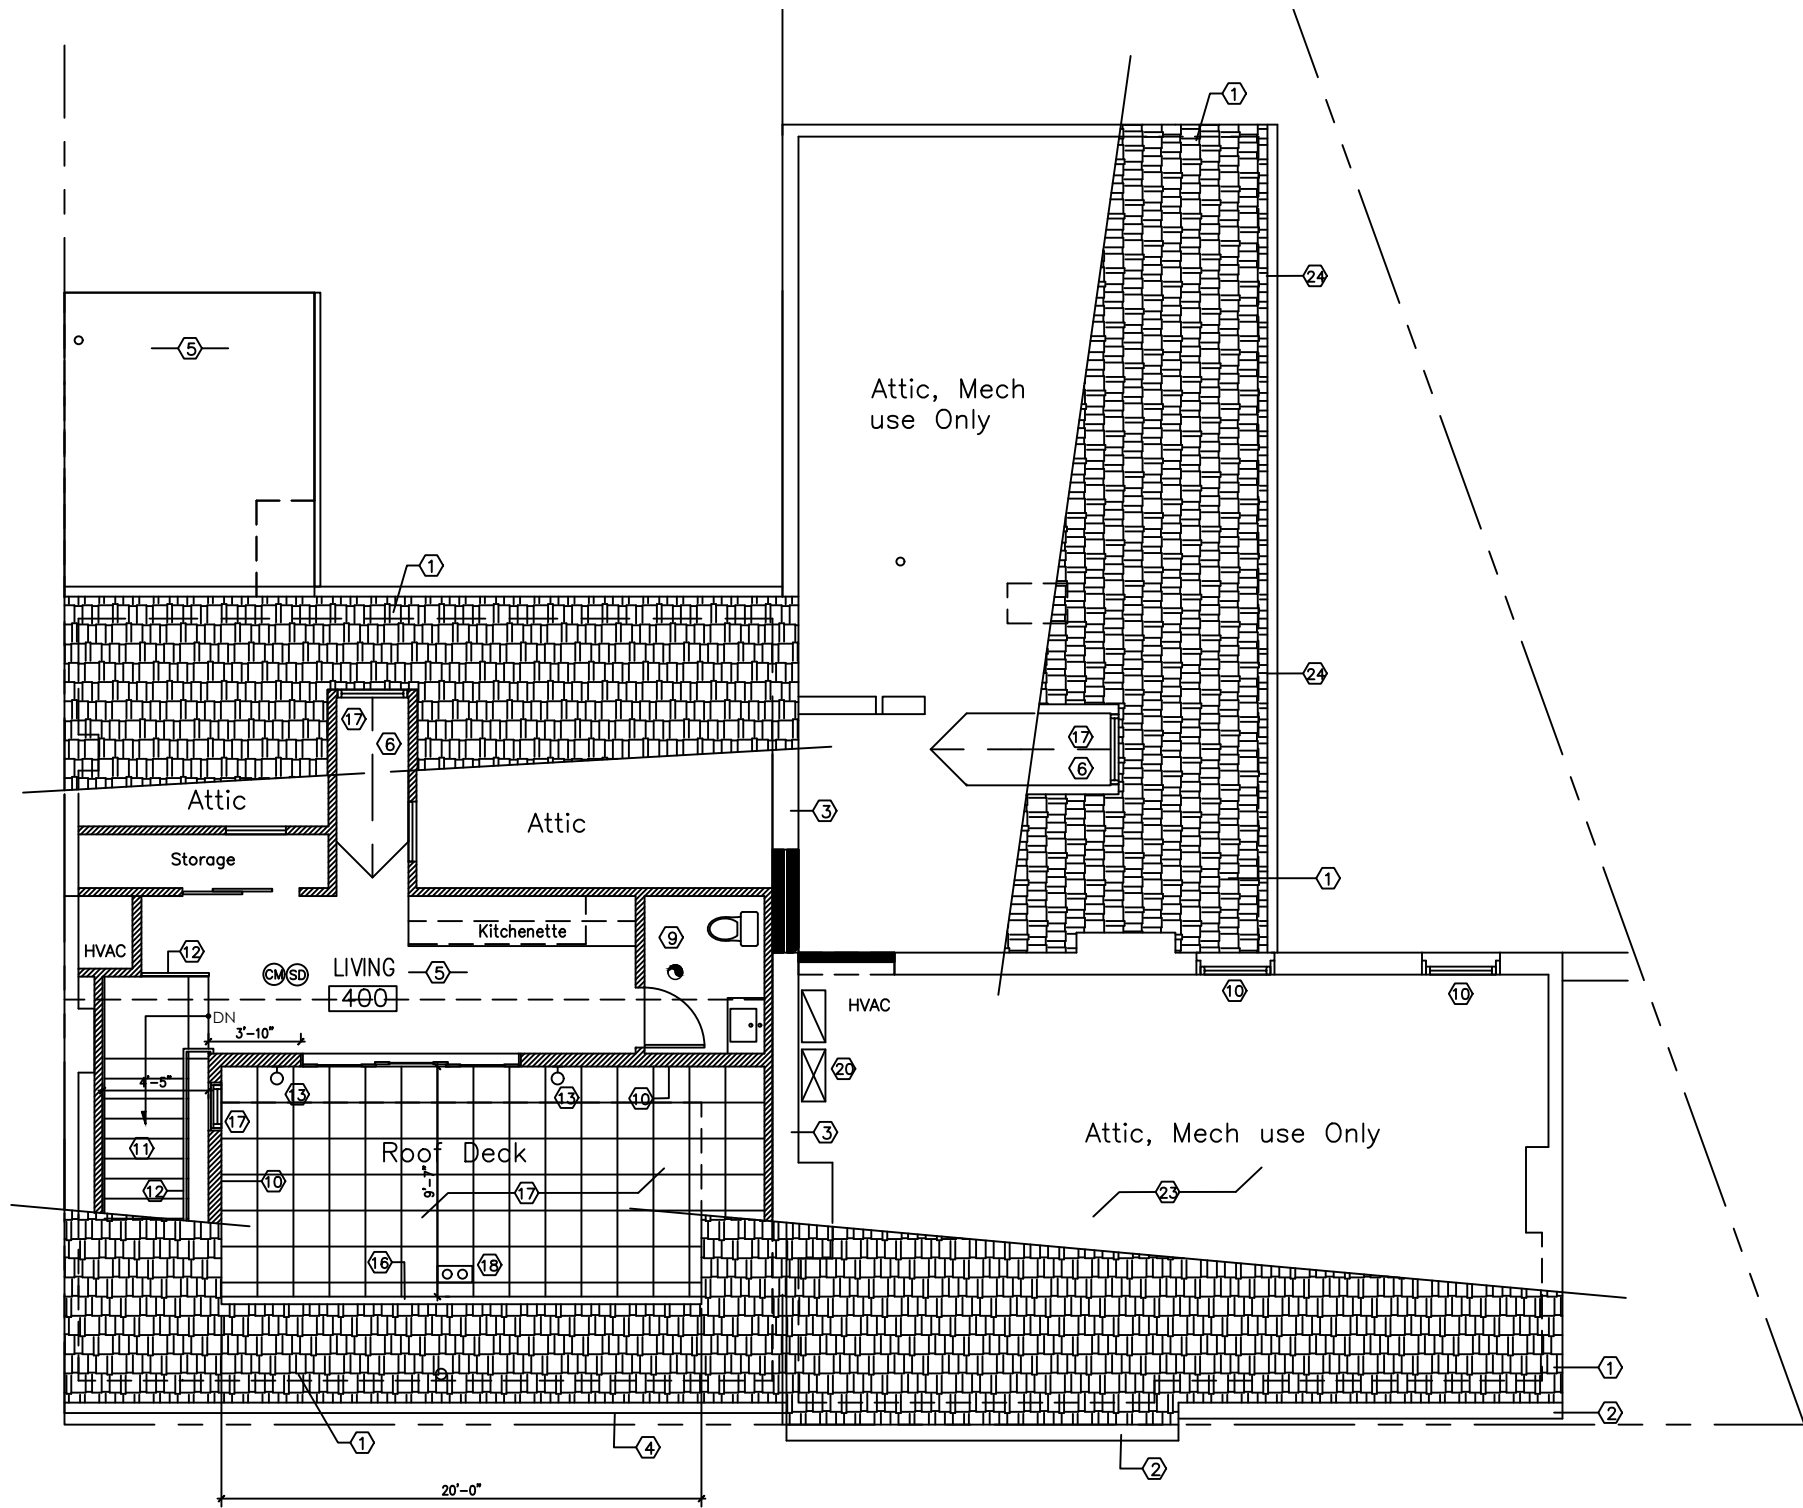 1
24
5
Attic, Mech
use Only
1
24
17
6
17
6
Attic
Attic
3
Storage
1
Kitchenette
9
HVAC
12
CM
SD
LIVING
5
400
10
10
HVAC
DN
3'-10"
20
4'-5"
13
13
10
17
3
11
Roof Deck
Attic, Mech use Only
10
12
9'-7"
17
23
16
18
1
2
1
4
2
20'-0"